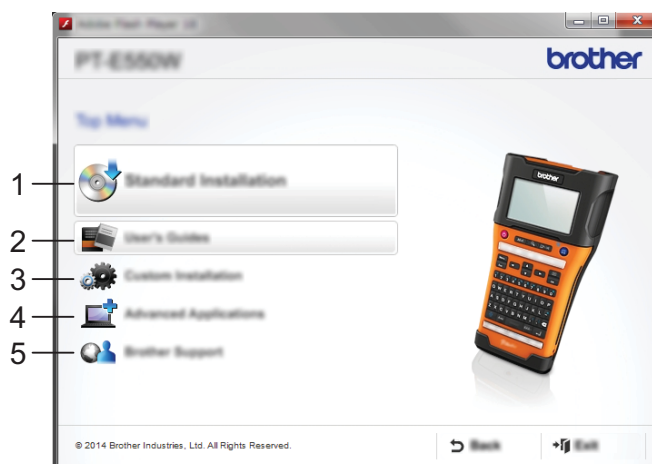 PT-E550W
brother
Top Menu
1 Standard Installation
2 User's Guides
3 Custom Installation
4 Advanced Applications
5 Brother Support
brother
© 2014 Brother Industries, Ltd. All Rights Reserved.
Back
Exit